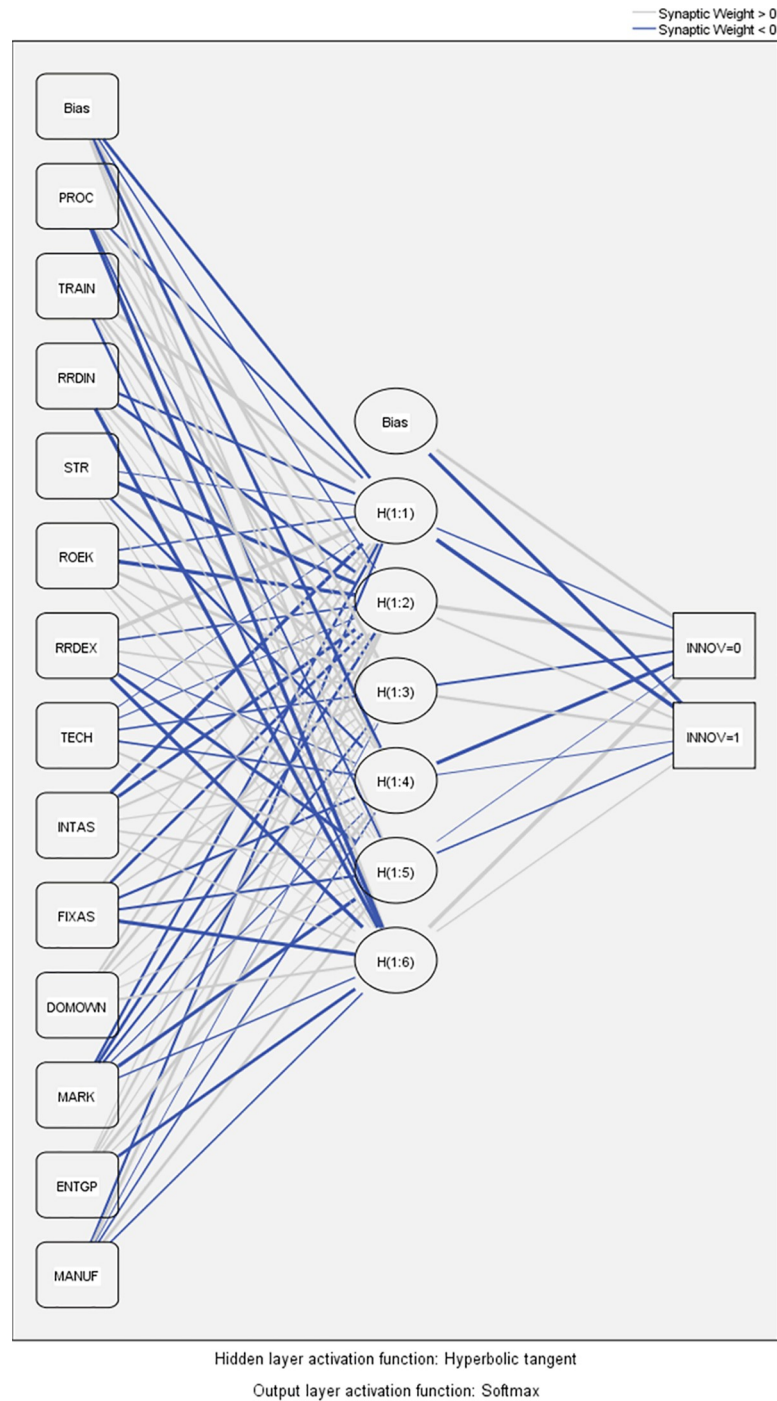 Synaptic Weight > 0
Synaptic Weight < 0
Bias
PROC
TRAIN
RRDIN
STR
ROEK
RRDEX
TECH
INTAS
FIXAS
DOMOWN
MARK
ENTGP
MANUF
Bias
H(1:1)
H(1:2)
H(1:3)
H(1:4)
H(1:5)
H(1:6)
INNOV=0
INNOV=1
Hidden layer activation function: Hyperbolic tangent
Output layer activation function: Softmax